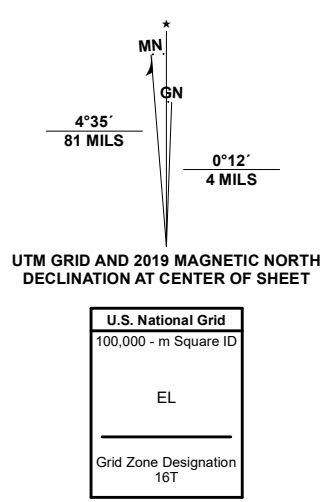 MN
GN
4°35´
81 MILS
0°12´
4 MILS
UTM GRID AND 2019 MAGNETIC NORTH
DECLINATION AT CENTER OF SHEET
U.S. National Grid
100,000 - m Square ID
EL
Grid Zone Designation
16T